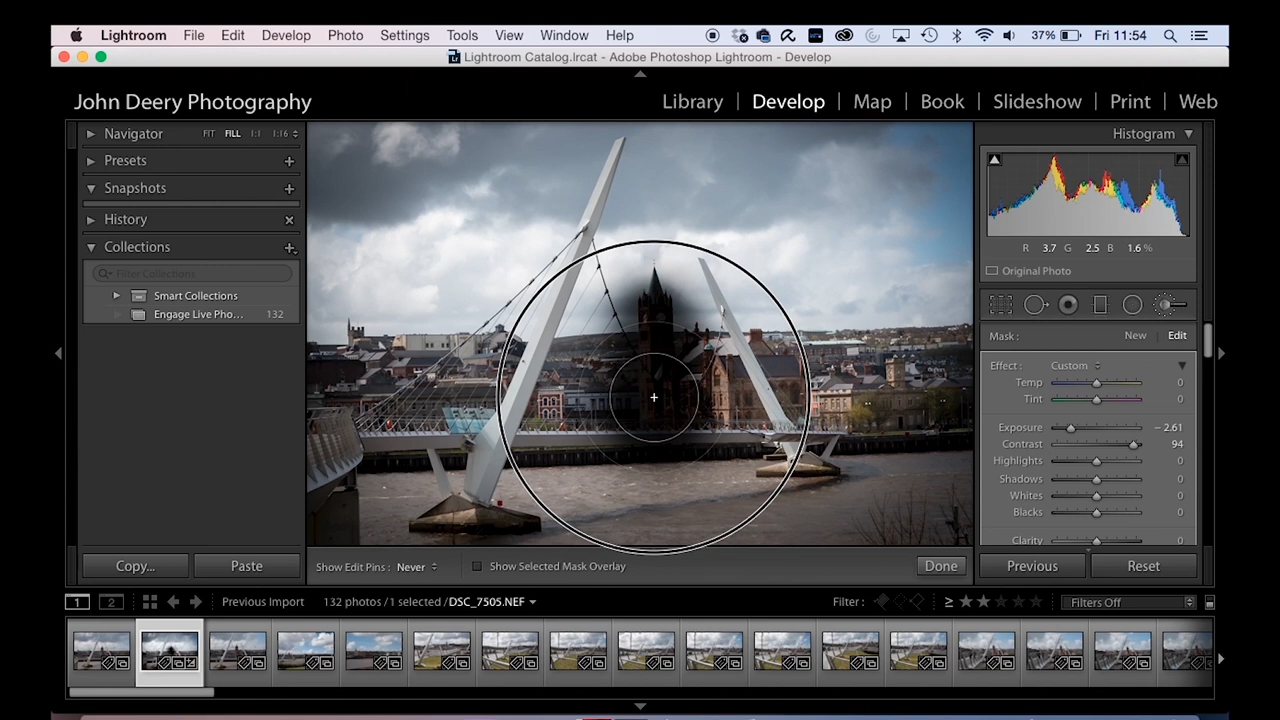 Lightroom File Edit Develop Photo Settings Tools View Window Help 37% Fri 11:54
Lightroom Catalog.lrcat - Adobe Photoshop Lightroom - Develop
John Deery Photography Library | Develop | Map | Book | Slideshow | Print | Web
Navigator FIT FILL 1:1 1:16
Histogram
Presets
Snapshots
History
Collections
R 3.7 G 2.5 B 1.6 %
Filter Collections
Original Photo
Smart Collections
Engage Live Pho... 132
Mask : New Edit
Effect : Custom
Temp 0
Tint 0
Exposure – 2.61
Contrast 94
Highlights 0
Shadows 0
Whites 0
Blacks 0
Clarity 0
Copy... Paste Show Edit Pins : Never Show Selected Mask Overlay Done Previous Reset
1 2 Previous Import 132 photos / 1 selected / DSC_7505.NEF Filter : ≥ Filters Off